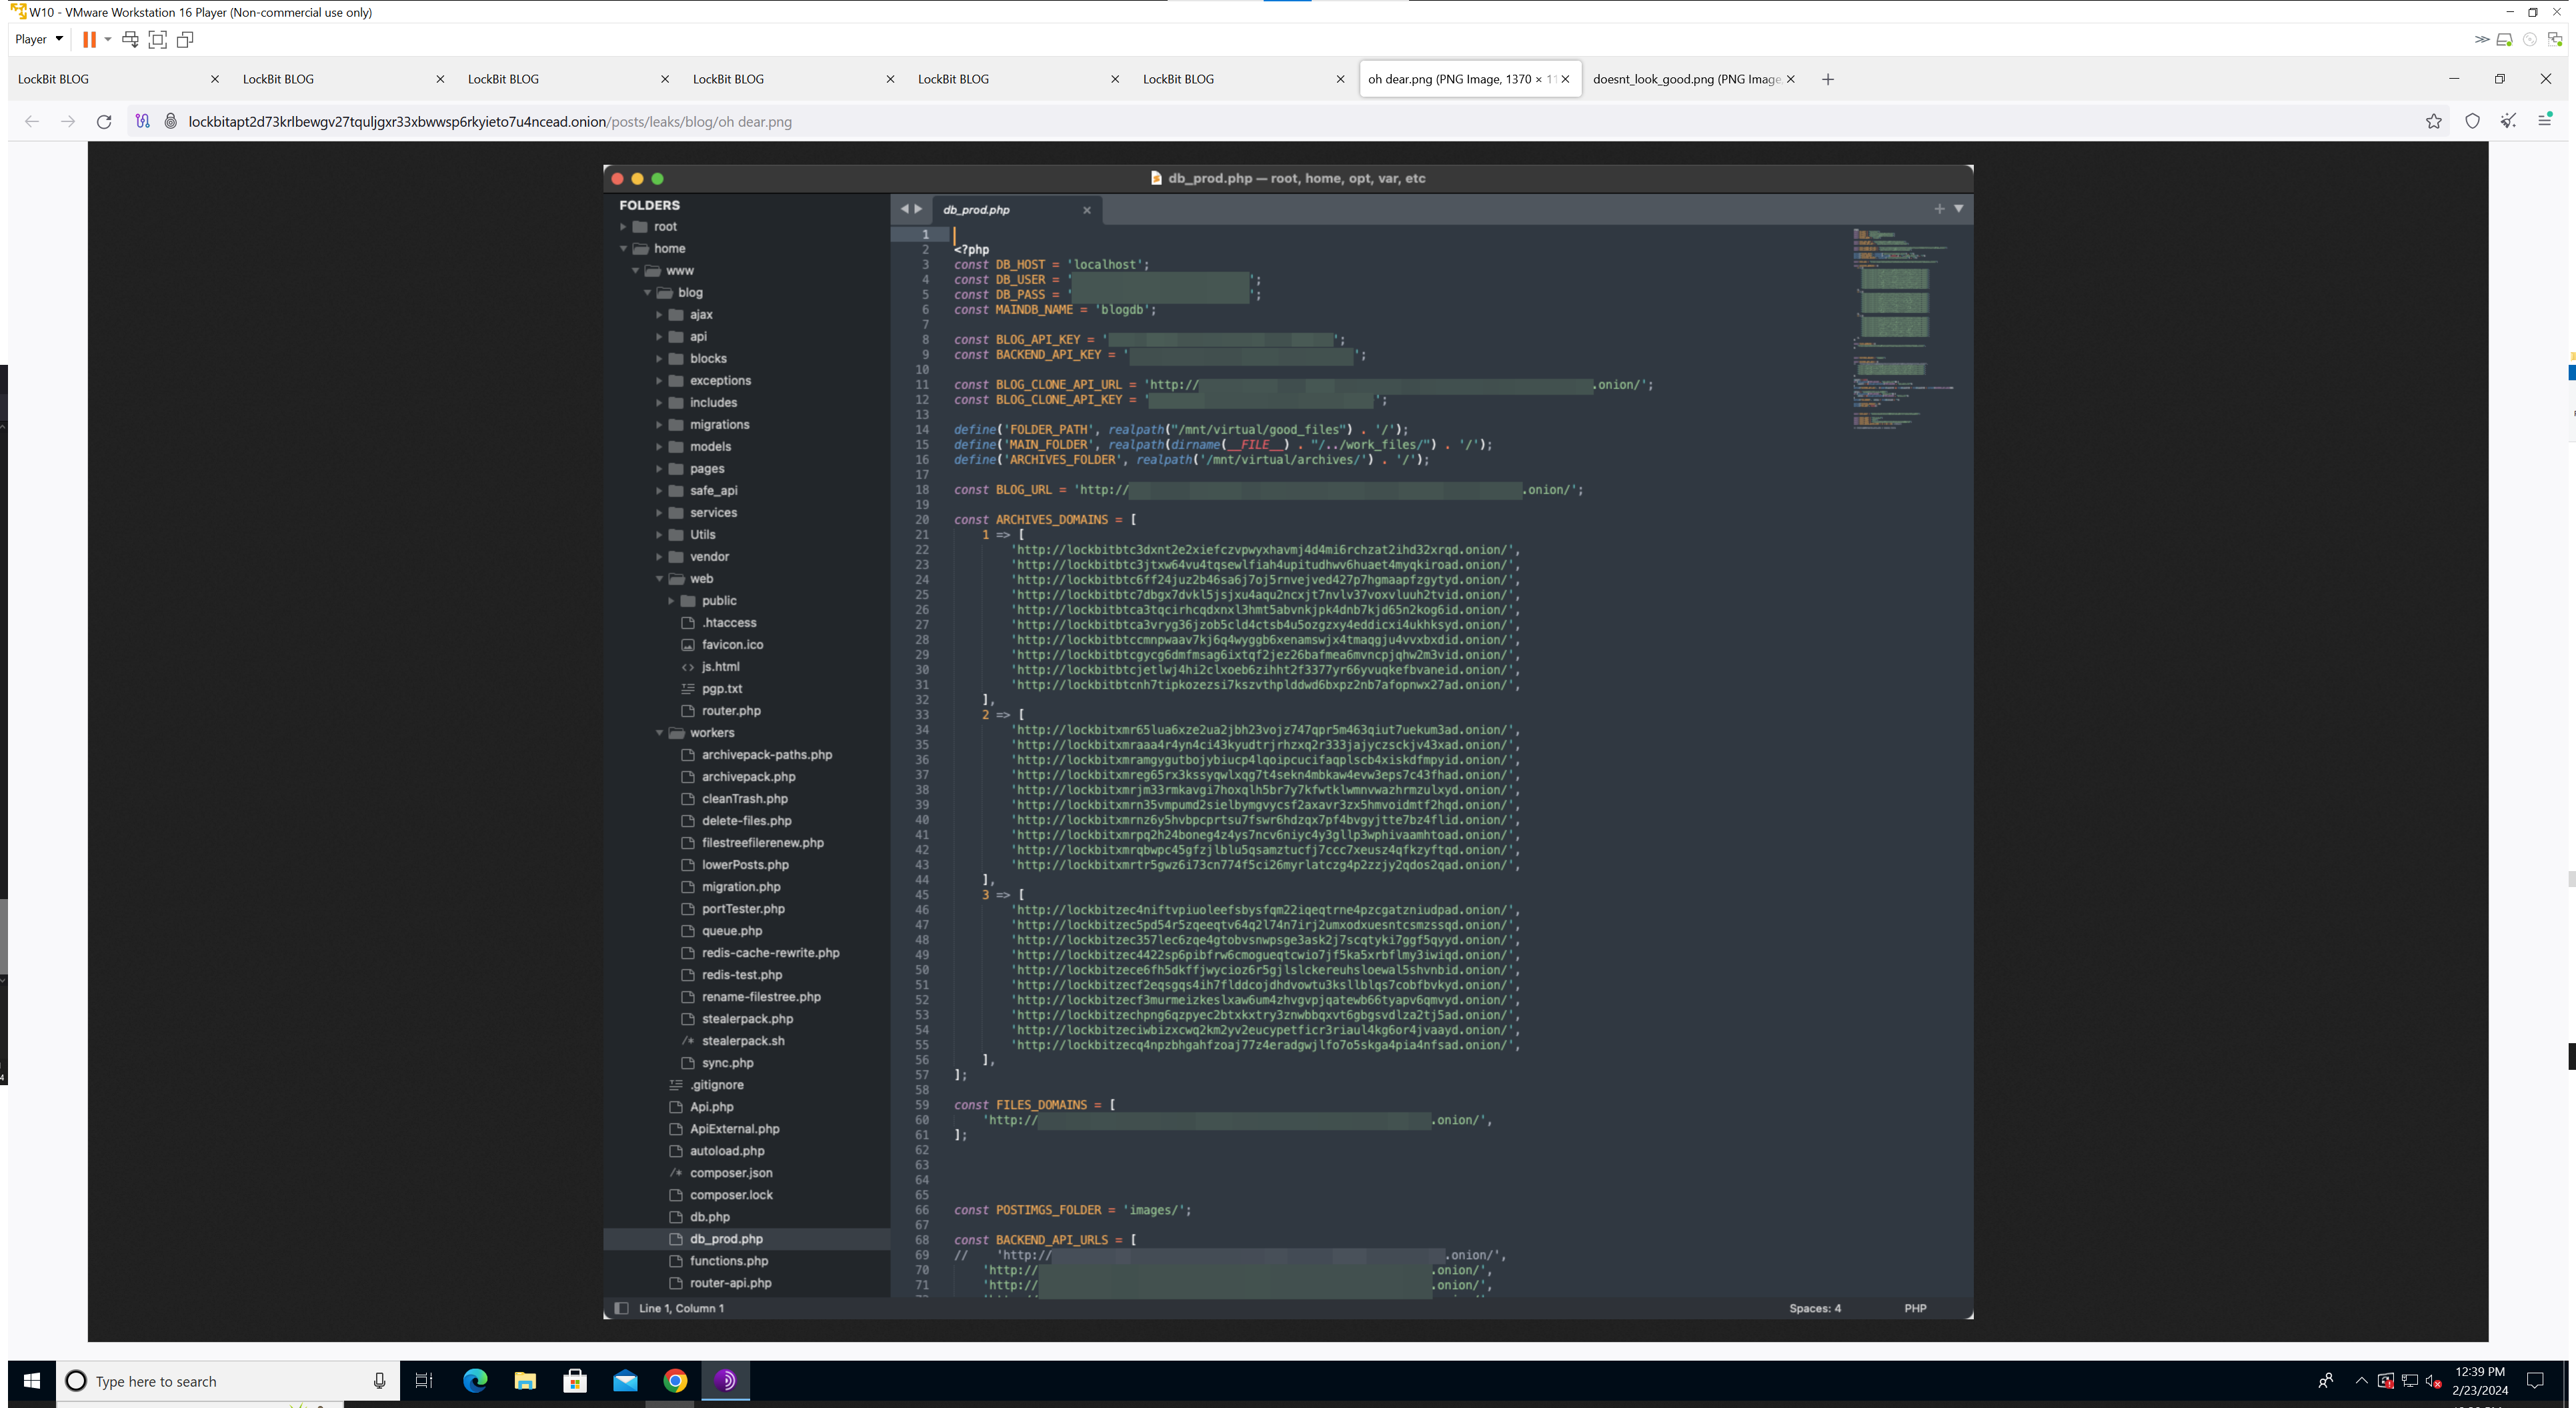 W10 - VMware Workstation 16 Player (Non-commercial use only)
Player
LockBit BLOG
LockBit BLOG
LockBit BLOG
LockBit BLOG
LockBit BLOG
LockBit BLOG
oh dear.png (PNG Image, 1370 × 11
doesnt_look_good.png (PNG Image,
lockbitapt2d73krlbewgv27tquljgxr33xbwwsp6rkyieto7u4ncead.onion/posts/leaks/blog/oh dear.png
db_prod.php — root, home, opt, var, etc
FOLDERS
root
home
www
blog
ajax
api
blocks
exceptions
includes
migrations
models
pages
safe_api
services
Utils
vendor
web
public
.htaccess
favicon.ico
js.html
pgp.txt
router.php
workers
archivepack-paths.php
archivepack.php
cleanTrash.php
delete-files.php
filestreefilerenew.php
lowerPosts.php
migration.php
portTester.php
queue.php
redis-cache-rewrite.php
redis-test.php
rename-filestree.php
stealerpack.php
stealerpack.sh
sync.php
.gitignore
Api.php
ApiExternal.php
autoload.php
composer.json
composer.lock
db.php
db_prod.php
functions.php
router-api.php
db_prod.php
1
2 <?php
3 const DB_HOST = 'localhost';
4 const DB_USER = ' ';
5 const DB_PASS = ' ';
6 const MAINDB_NAME = 'blogdb';
7
8 const BLOG_API_KEY = ' ';
9 const BACKEND_API_KEY = ' ';
10
11 const BLOG_CLONE_API_URL = 'http:// .onion/';
12 const BLOG_CLONE_API_KEY = ' ';
13
14 define('FOLDER_PATH', realpath("/mnt/virtual/good_files") . '/');
15 define('MAIN_FOLDER', realpath(dirname(__FILE__) . "/../work_files/") . '/');
16 define('ARCHIVES_FOLDER', realpath('/mnt/virtual/archives/') . '/');
17
18 const BLOG_URL = 'http:// .onion/';
19
20 const ARCHIVES_DOMAINS = [
21 1 => [
22 'http://lockbitbtc3dxnt2e2xiefczvpwyxhavmj4d4mi6rchzat2ihd32xrqd.onion/',
23 'http://lockbitbtc3jtxw64vu4tqsewlfiah4upitudhwv6huaet4myqkiroad.onion/',
24 'http://lockbitbtc6ff24juz2b46sa6j7oj5rnvejved427p7hgmaapfzgytyd.onion/',
25 'http://lockbitbtc7dbgx7dvkl5jsjxu4aqu2ncxjt7nvlv37voxvluuh2tvid.onion/',
26 'http://lockbitbtca3tqcirhcqdxnxl3hmt5abvnkjpk4dnb7kjd65n2kog6id.onion/',
27 'http://lockbitbtca3vryg36jzob5cld4ctsb4u5ozgzxy4eddicxi4ukhksyd.onion/',
28 'http://lockbitbtccmnpwaav7kj6q4wyggb6xenamswjx4tmaqgju4vvxbxdid.onion/',
29 'http://lockbitbtcgycg6dmfmsag6ixtqf2jez26bafmea6mvncpjqhw2m3vid.onion/',
30 'http://lockbitbtcjetlwj4hi2clxoeb6zihht2f3377yr66yvuqkefbvaneid.onion/',
31 'http://lockbitbtcnh7tipkozezsi7kszvthplddwd6bxpz2nb7afopnwx27ad.onion/',
32 ],
33 2 => [
34 'http://lockbitxmr65lua6xze2ua2jbh23vojz747qpr5m463qiut7uekum3ad.onion/',
35 'http://lockbitxmraaa4r4yn4ci43kyudtrjrhzxq2r333jajyczsckjv43xad.onion/',
36 'http://lockbitxmramgygutbojybiucp4lqoipcucifaqplscb4xiskdfmpyid.onion/',
37 'http://lockbitxmreg65rx3kssyqwlxqg7t4sekn4mbkaw4evw3eps7c43fhad.onion/',
38 'http://lockbitxmrjm33rmkavgi7hoxqlh5br7y7kfwtklwmnvwazhrmzulxyd.onion/',
39 'http://lockbitxmrn35vmpumd2sielbymgvycsf2axavr3zx5hmvoidmtf2hqd.onion/',
40 'http://lockbitxmrnz6y5hvbpcprtsu7fswr6hdzqx7pf4bvgyjtte7bz4flid.onion/',
41 'http://lockbitxmrpq2h24boneg4z4ys7ncv6niyc4y3gllp3wphivaamhtoad.onion/',
42 'http://lockbitxmrqbwpc45gfzjlblu5qsamztucfj7ccc7xeusz4qfkzyftqd.onion/',
43 'http://lockbitxmrtr5gwz6i73cn774f5ci26myrlatczg4p2zzjy2qdos2qad.onion/',
44 ],
45 3 => [
46 'http://lockbitzec4niftvpiuoleefsbysfqm22iqeqtrne4pzcgatzniudpad.onion/',
47 'http://lockbitzec5pd54r5zqeeqtv64q2l74n7irj2umxodxuesntcsmzssqd.onion/',
48 'http://lockbitzec357lec6zqe4gtobvsnwpsge3ask2j7scqtyki7ggf5qyyd.onion/',
49 'http://lockbitzec4422sp6pibfrw6cmogueqtcwio7jf5ka5xrbflmy3iwiqd.onion/',
50 'http://lockbitzece6fh5dkffjwycioz6r5gjlslckereuhsloewal5shvnbid.onion/',
51 'http://lockbitzecf2eqsgqs4ih7flddcojdhdvowtu3ksllblqs7cobfbvkyd.onion/',
52 'http://lockbitzecf3murmeizkeslxaw6um4zhvgvpjqatewb66tyapv6qmvyd.onion/',
53 'http://lockbitzechpng6qzpyec2btxkxtry3znwbbqxvt6gbgsvdlza2tj5ad.onion/',
54 'http://lockbitzeciwbizxcwq2km2yv2eucypetficr3riaul4kg6or4jvaayd.onion/',
55 'http://lockbitzecq4npzbhgahfzoaj77z4eradgwjlfo7o5skga4pia4nfsad.onion/',
56 ],
57 ];
58
59 const FILES_DOMAINS = [
60 'http:// .onion/',
61 ];
62
63
64
65
66 const POSTIMGS_FOLDER = 'images/';
67
68 const BACKEND_API_URLS = [
69 // 'http:// .onion/',
70 'http:// .onion/',
71 'http:// .onion/',
Line 1, Column 1
Spaces: 4
PHP
Type here to search
12:39 PM
2/23/2024